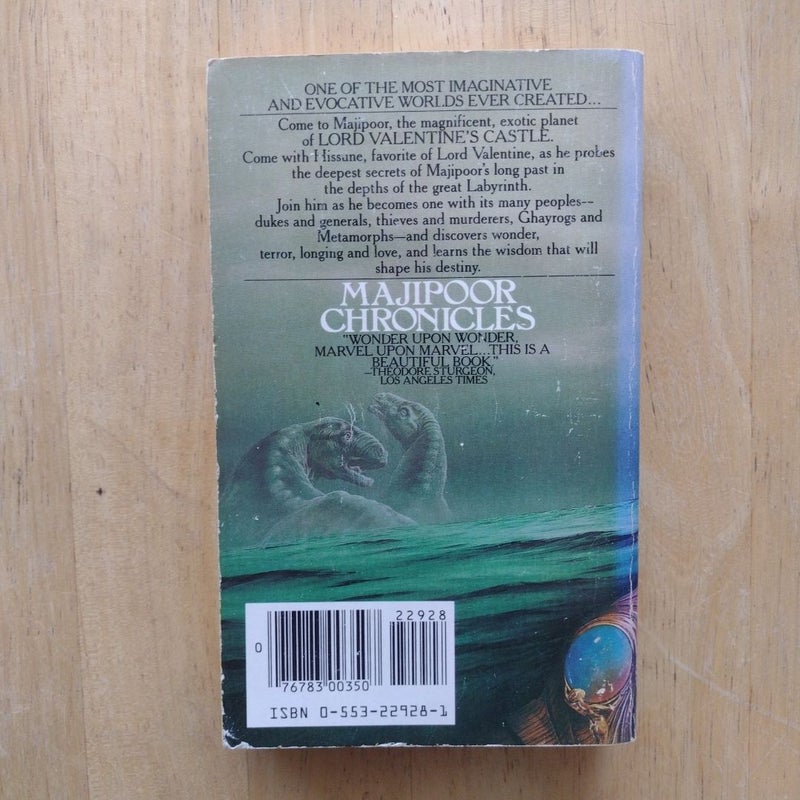 ONE OF THE MOST IMAGINATIVE
AND EVOCATIVE WORLDS EVER CREATED...
Come to Majipoor, the magnificent, exotic planet
of LORD VALENTINE'S CASTLE.
Come with Hissune, favorite of Lord Valentine, as he probes
the deepest secrets of Majipoor's long past in
the depths of the great Labyrinth.
Join him as he becomes one with its many peoples--
dukes and generals, thieves and murderers, Ghayrogs and
Metamorphs—and discovers wonder,
terror, longing and love, and learns the wisdom that will
shape his destiny.
MAJIPOOR
CHRONICLES
"WONDER UPON WONDER,
MARVEL UPON MARVEL...THIS IS A
BEAUTIFUL BOOK."
—THEODORE STURGEON,
LOS ANGELES TIMES
22928
0
76783 00350
ISBN 0-553-22928-1